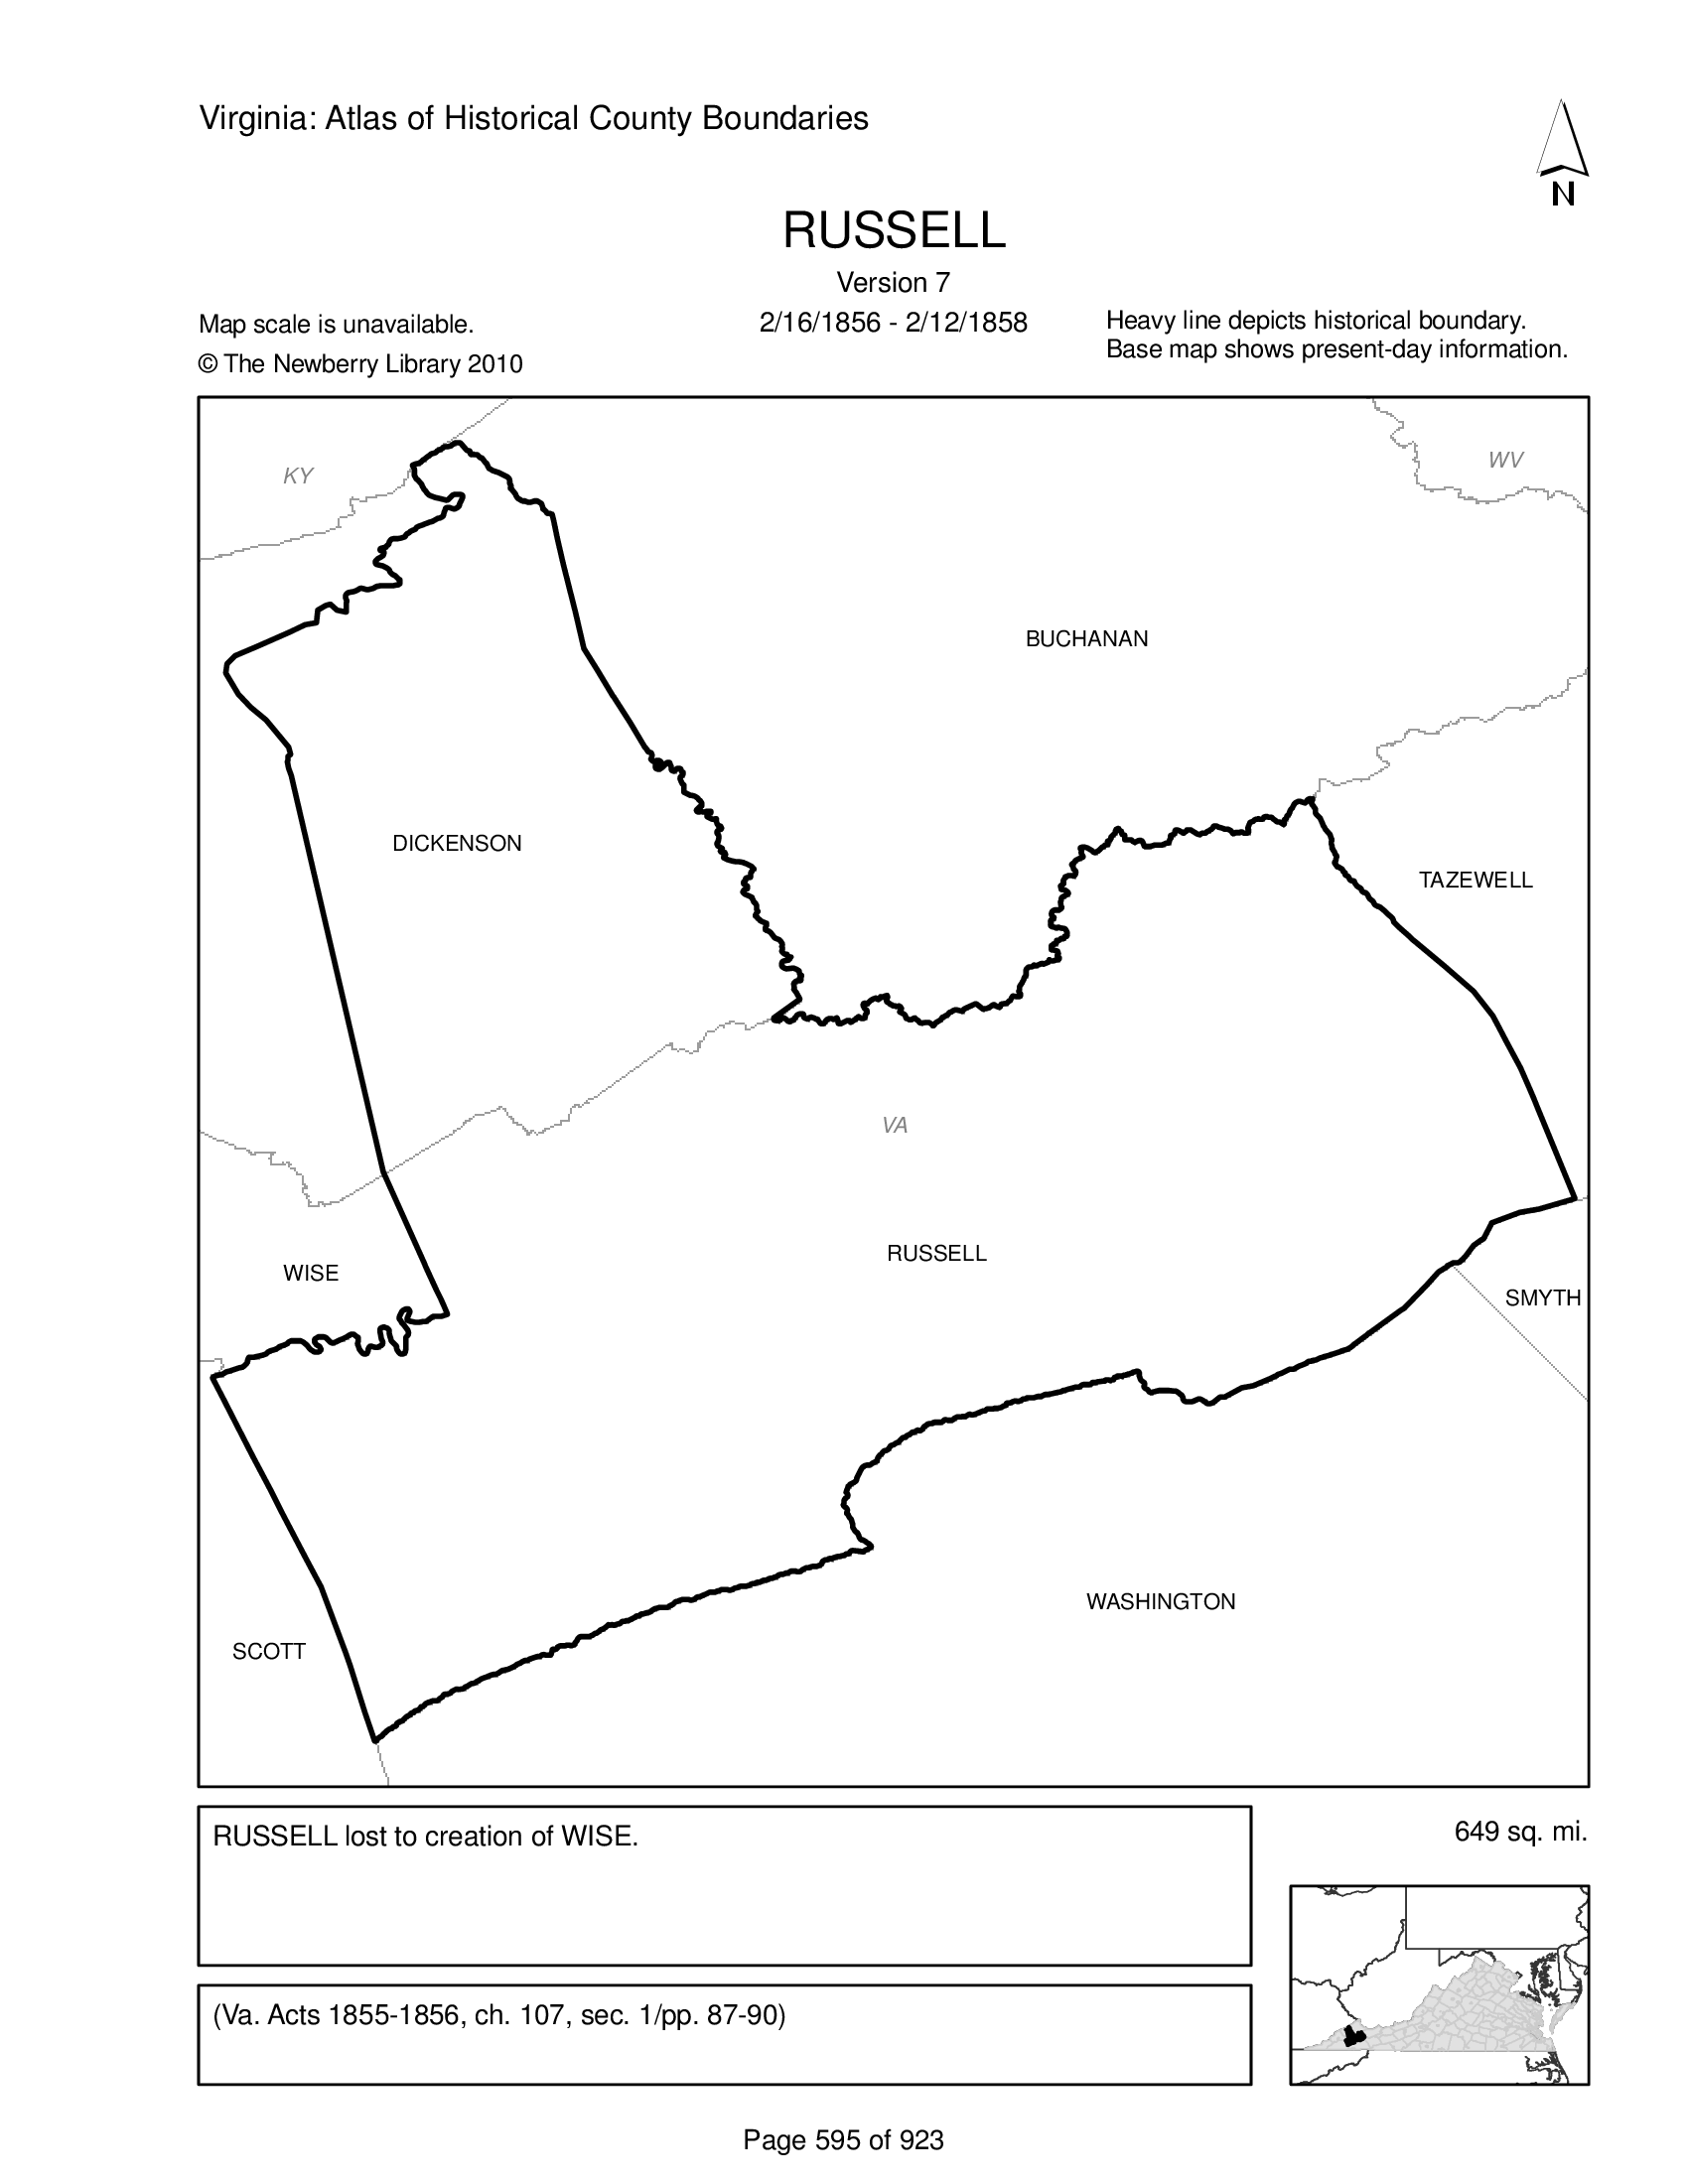 Virginia: Atlas of Historical County Boundaries
N
RUSSELL
Version 7
2/16/1856 - 2/12/1858
Map scale is unavailable.
© The Newberry Library 2010
Heavy line depicts historical boundary.
Base map shows present-day information.
KY
WV
BUCHANAN
DICKENSON
TAZEWELL
VA
RUSSELL
WISE
SMYTH
WASHINGTON
SCOTT
RUSSELL lost to creation of WISE.
649 sq. mi.
(Va. Acts 1855-1856, ch. 107, sec. 1/pp. 87-90)
Page 595 of 923